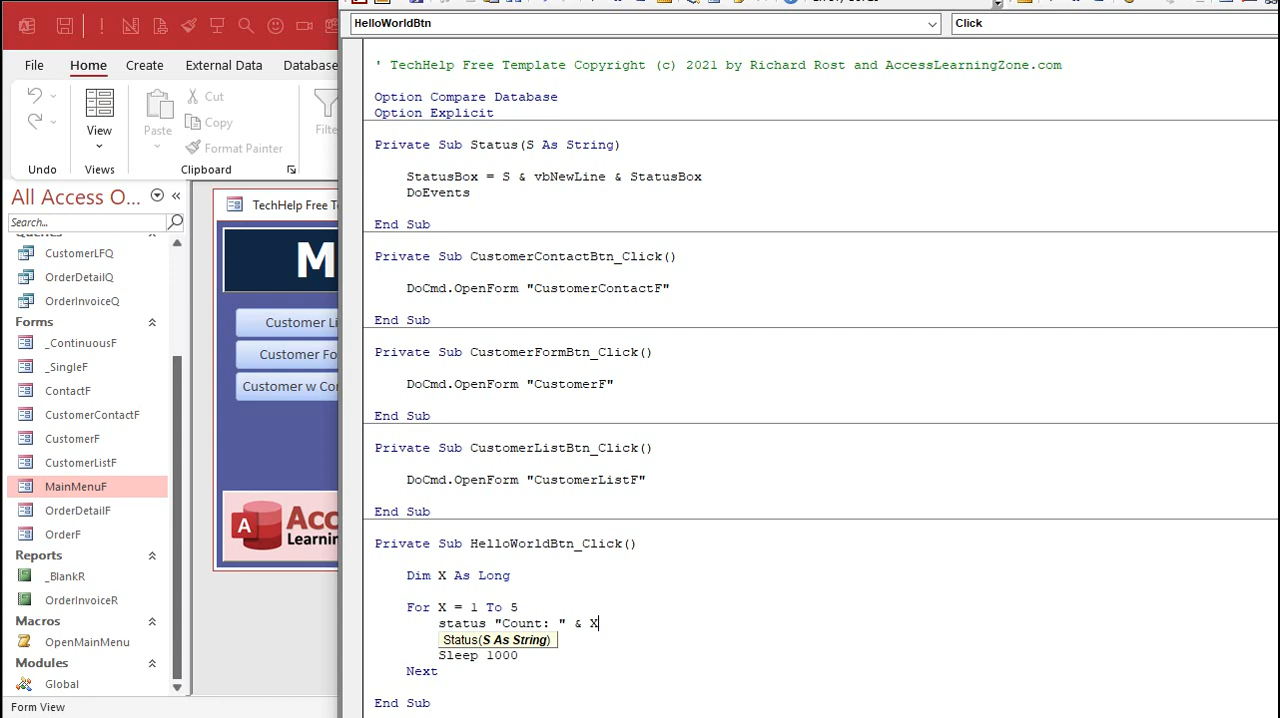 HelloWorldBtn
Click
File Home Create External Data Database
Undo
View
Views
Paste
Cut
Copy
Format Painter
Clipboard
Filte
All Access O...
Search...
CustomerLFQ
OrderDetailQ
OrderInvoiceQ
Forms
_ContinuousF
_SingleF
ContactF
CustomerContactF
CustomerF
CustomerListF
MainMenuF
OrderDetailF
OrderF
Reports
_BlankR
OrderInvoiceR
Macros
OpenMainMenu
Modules
Global
Form View
TechHelp Free T
M
Customer Li
Customer Fo
Customer w Co
A
Acc
Learnin
' TechHelp Free Template Copyright (c) 2021 by Richard Rost and AccessLearningZone.com
Option Compare Database
Option Explicit
Private Sub Status(S As String)
StatusBox = S & vbNewLine & StatusBox
DoEvents
End Sub
Private Sub CustomerContactBtn_Click()
DoCmd.OpenForm "CustomerContactF"
End Sub
Private Sub CustomerFormBtn_Click()
DoCmd.OpenForm "CustomerF"
End Sub
Private Sub CustomerListBtn_Click()
DoCmd.OpenForm "CustomerListF"
End Sub
Private Sub HelloWorldBtn_Click()
Dim X As Long
For X = 1 To 5
status "Count: " & X
Status(S As String)
Sleep 1000
Next
End Sub